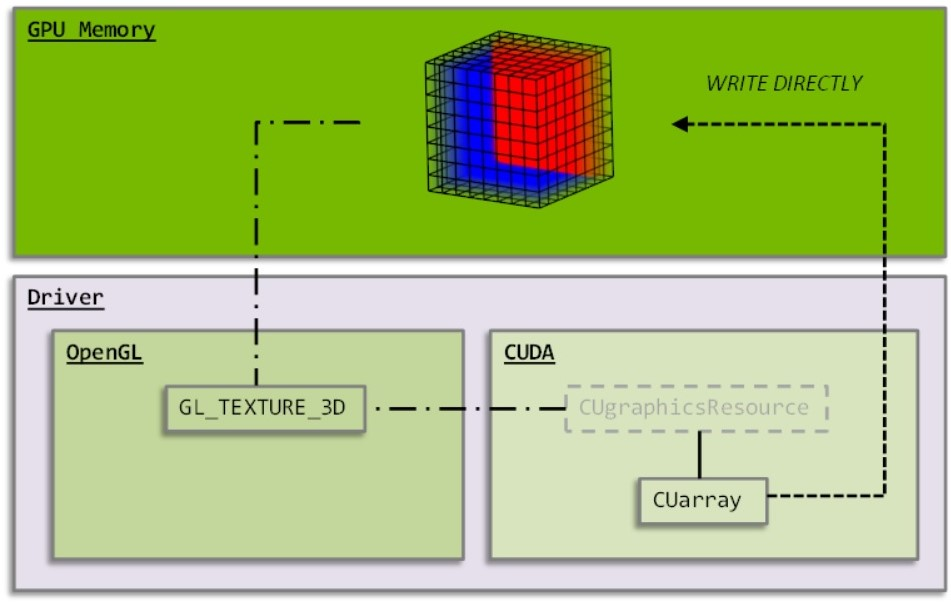 GPU Memory
WRITE DIRECTLY
Driver
OpenGL
CUDA
GL_TEXTURE_3D
CUgraphicsResource
CUarray